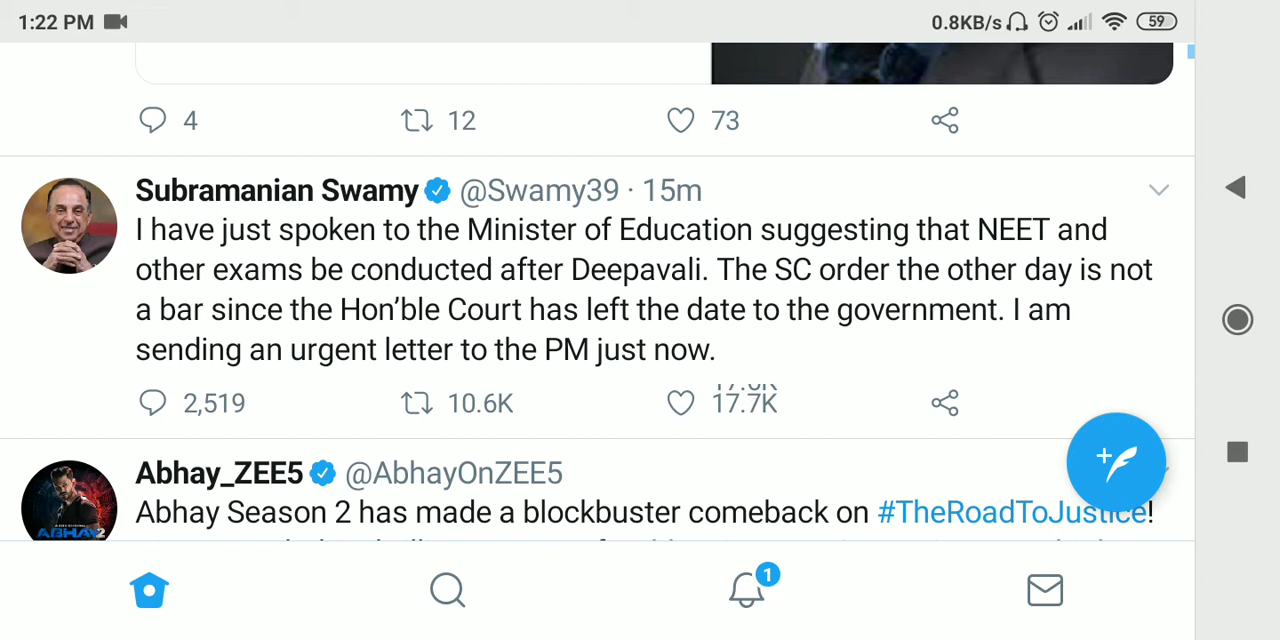 1:22 PM 0.8KB/s 59
4 12 73
Subramanian Swamy @Swamy39 · 15m
I have just spoken to the Minister of Education suggesting that NEET and
other exams be conducted after Deepavali. The SC order the other day is not
a bar since the Hon’ble Court has left the date to the government. I am
sending an urgent letter to the PM just now.
2,519 10.6K 17.7K
Abhay_ZEE5 @AbhayOnZEE5
Abhay Season 2 has made a blockbuster comeback on #TheRoadToJustice!
ABHAY2
1